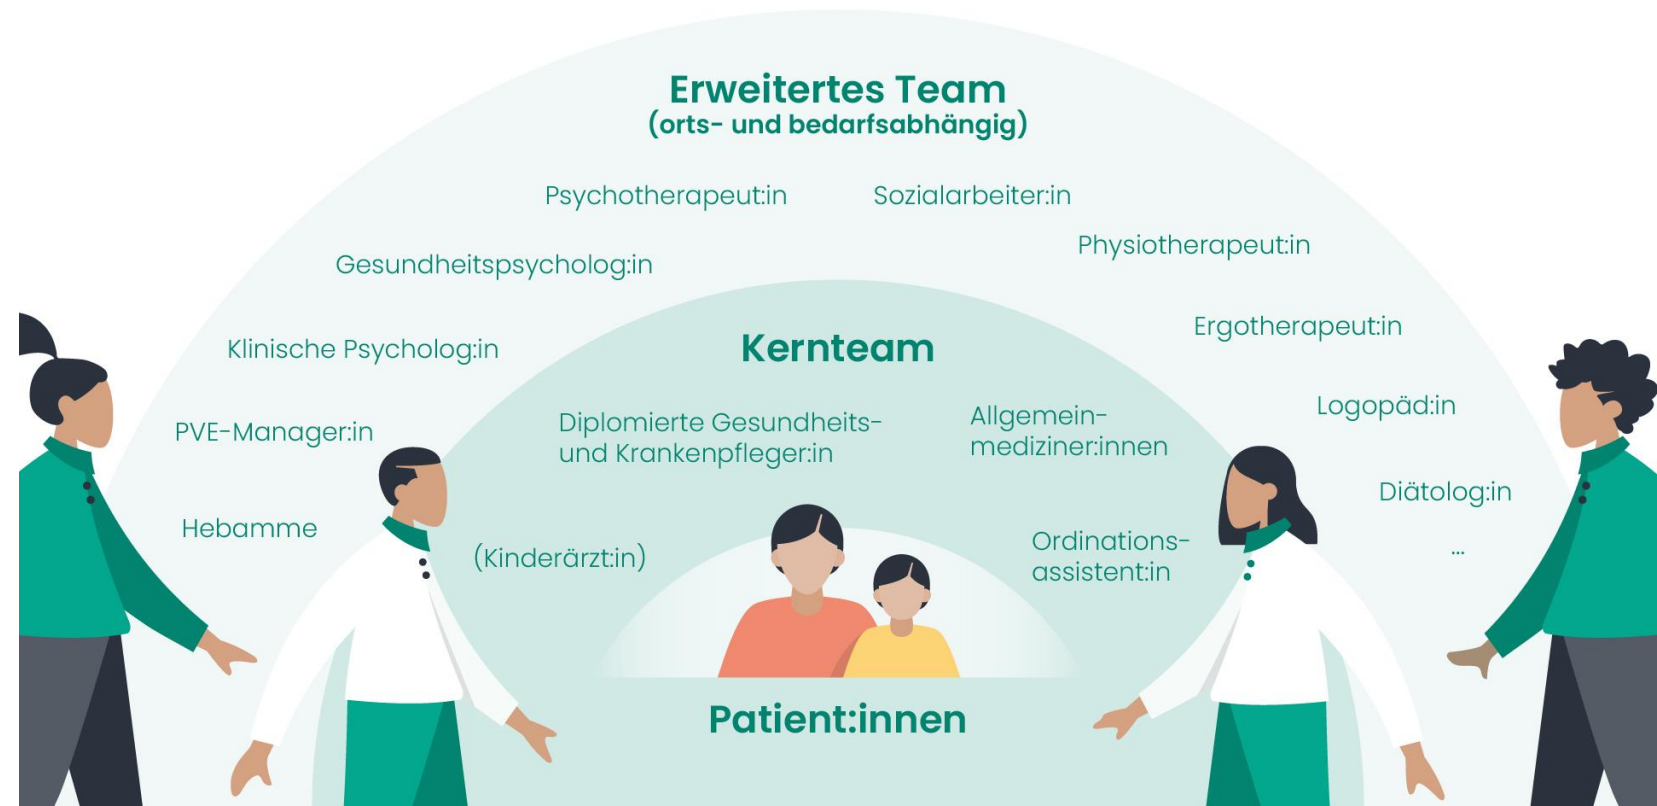 Erweitertes Team
(orts- und bedarfsabhängig)
Psychotherapeut:in
Sozialarbeiter:in
Gesundheitspsycholog:in
Physiotherapeut:in
Klinische Psycholog:in
Ergotherapeut:in
PVE-Manager:in
Logopäd:in
Hebamme
Diätolog:in
...
Kernteam
Diplomierte Gesundheits-
und Krankenpfleger:in
Allgemein-
mediziner:innen
(Kinderärzt:in)
Ordinations-
assistent:in
Patient:innen